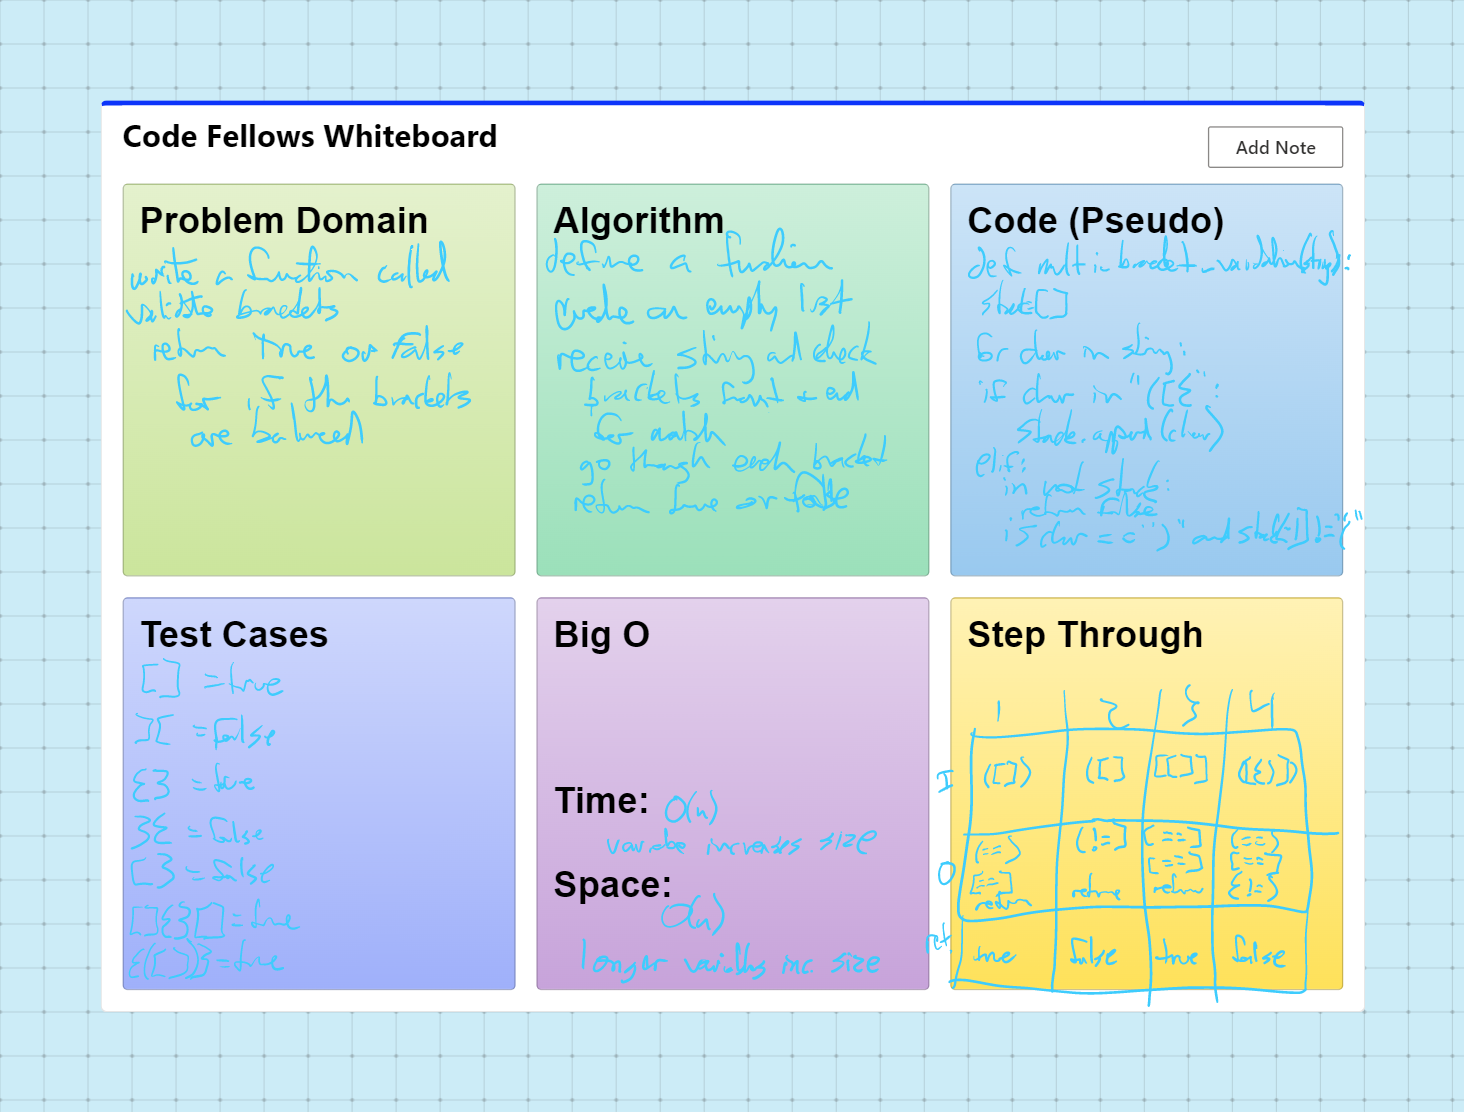 Code Fellows Whiteboard
Add Note
Problem Domain
write a function called
validate brackets
return True or False
for if the brackets
are balanced
Algorithm
define a function
create an empty list
receive string and check
brackets front + end
for match
go through each bracket
return true or false
Code (Pseudo)
def multi_bracket_validation(string):
stack[]
for char in string:
if char in "([{":
stack.append(char)
elif:
in not stack:
return false
if char == ")" and stack[-1] != "("
Test Cases
[] = true
][ = false
{} = true
}{ = false
[} = false
[]{}[] = true
{([])} = true
Big O
Time: O(n)
variable increases size
Space:
O(n)
longer variables inc. size
Step Through
1 2 3 4
I ([]) ([] [[]] ([{)])
O (==) (!=] [==] (==)
[==] [==] [==]
return return return {!=)
ret true false true false